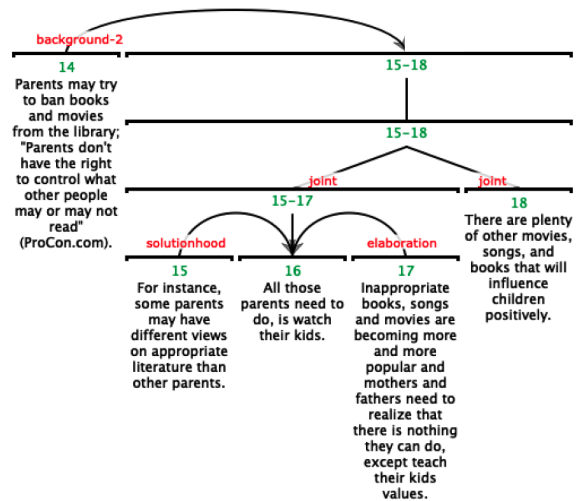 background-2
14
15-18
Parents may try
to ban books
and movies
from the library;
"Parents don't
have the right
to control what
other people
may or may not
read"
(ProCon.com).
15-18
joint
joint
15-17
18
There are plenty
of other movies,
songs, and
books that will
influence
children
positively.
solutionhood
elaboration
15
16
17
For instance,
some parents
may have
different views
on appropriate
literature than
other parents.
All those
parents need to
do, is watch
their kids.
Inappropriate
books, songs
and movies are
becoming more
and more
popular and
mothers and
fathers need to
realize that
there is nothing
they can do,
except teach
their kids
values.